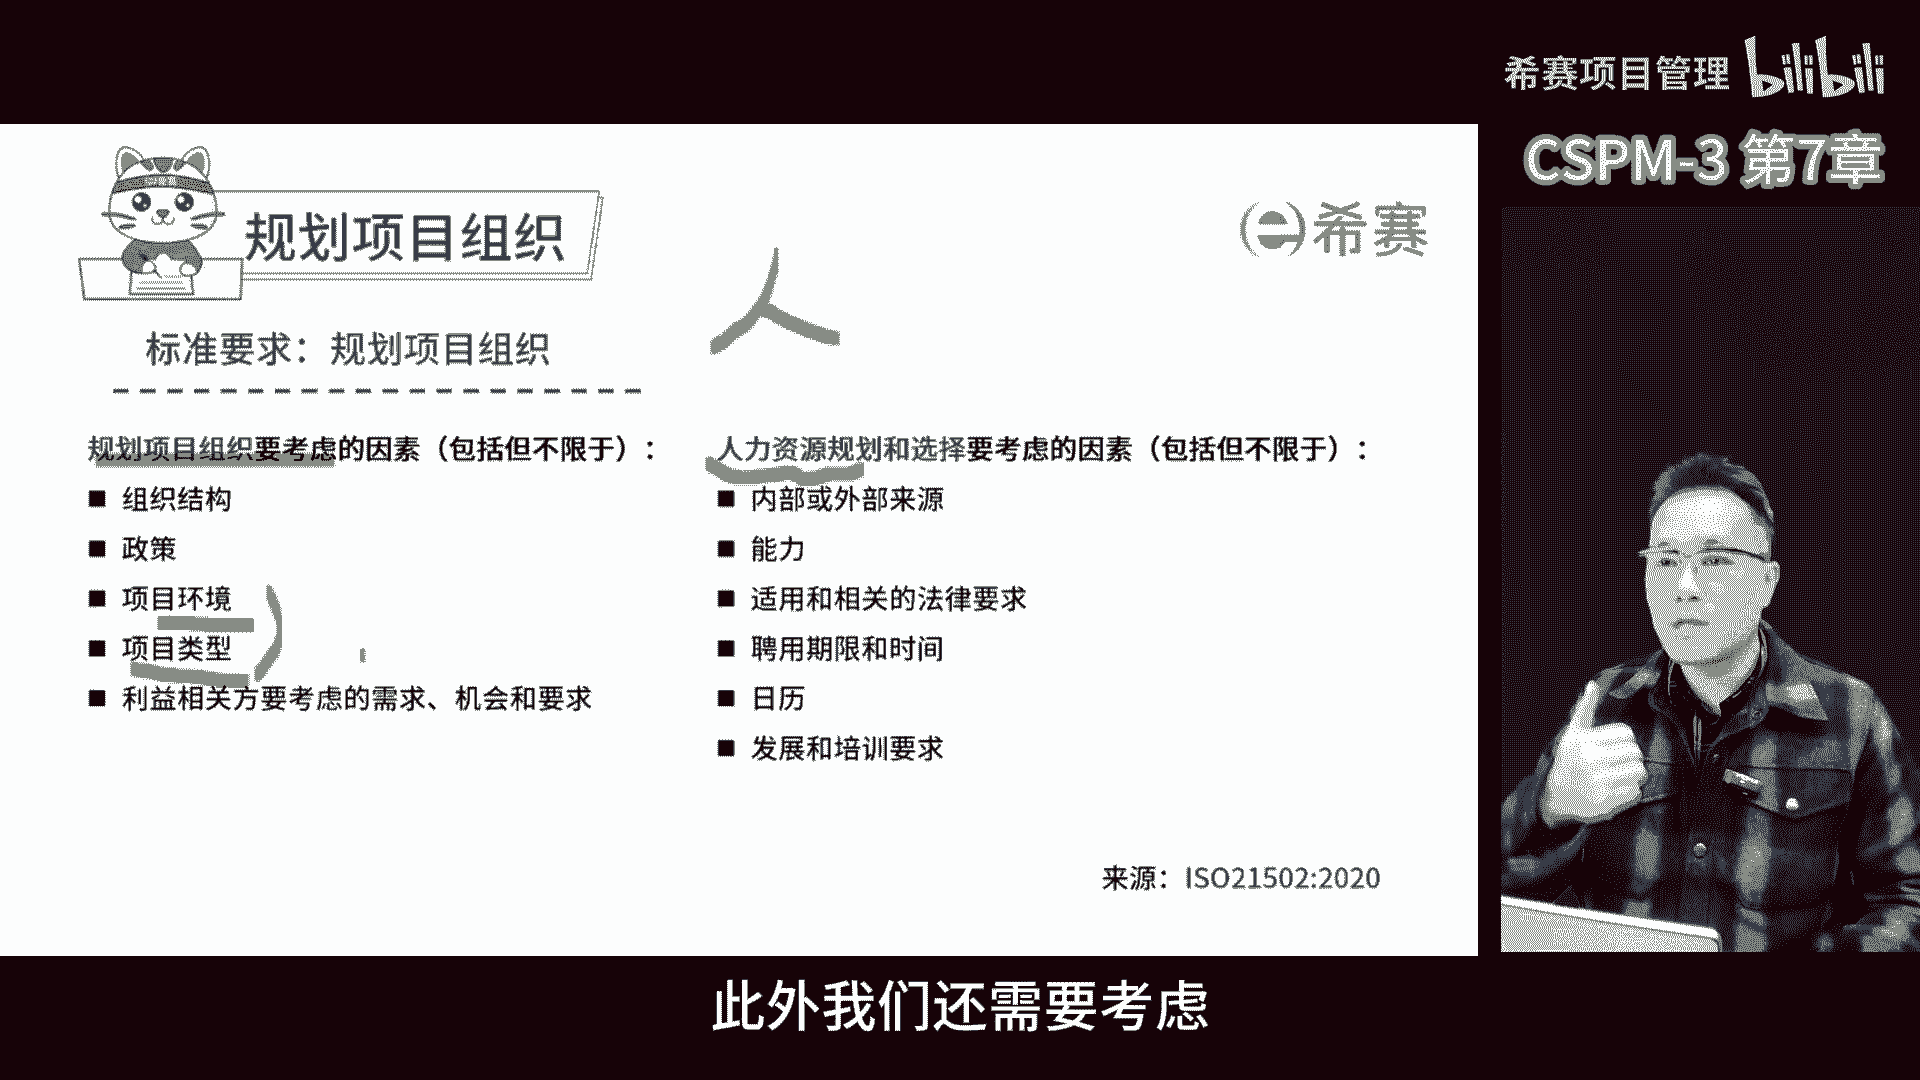 希赛项目管理 bilibili
CSPM-3 第7章
规划项目组织
希赛
人
标准要求：规划项目组织
规划项目组织要考虑的因素（包括但不限于）：
■ 组织结构
■ 政策
■ 项目环境
■ 项目类型
■ 利益相关方要考虑的需求、机会和要求
人力资源规划和选择要考虑的因素（包括但不限于）：
■ 内部或外部来源
■ 能力
■ 适用和相关的法律要求
■ 聘用期限和时间
■ 日历
■ 发展和培训要求
来源：ISO21502:2020
此外我们还需要考虑